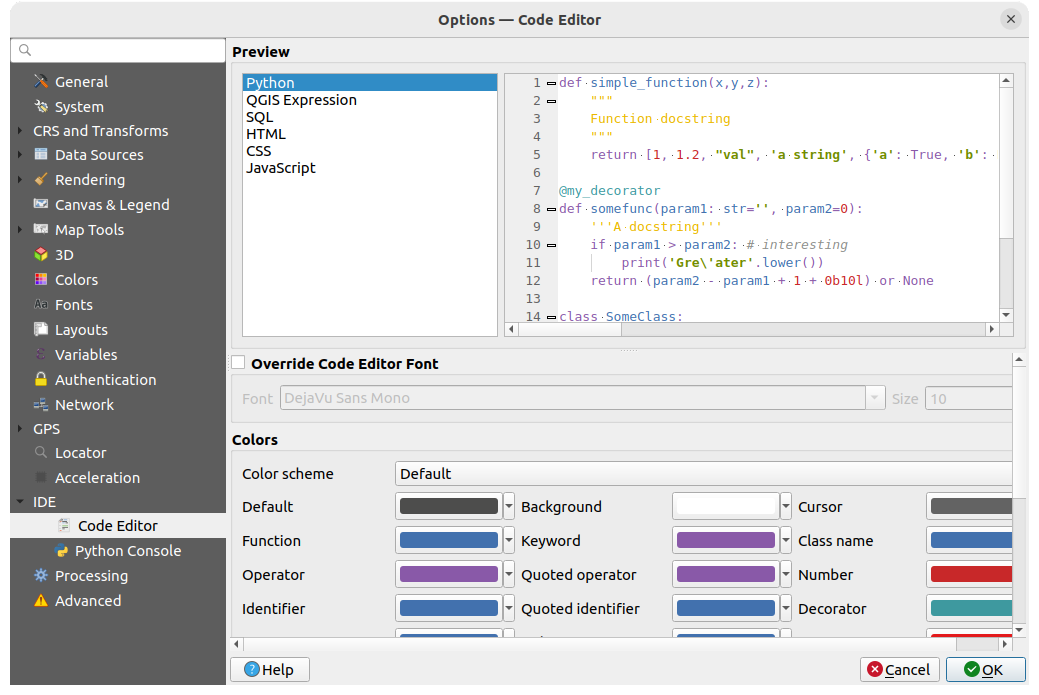 Options — Code Editor
General
System
CRS and Transforms
Data Sources
Rendering
Canvas & Legend
Map Tools
3D
Colors
Fonts
Layouts
Variables
Authentication
Network
GPS
Locator
Acceleration
IDE
Code Editor
Python Console
Processing
Advanced
Preview
Python
QGIS Expression
SQL
HTML
CSS
JavaScript
1 def·simple_function(x,y,z):
2 """
3 Function·docstring
4 """
5 return·[1,·1.2,·"val",·'a·string',·{'a':·True,·'b':·
6
7 @my_decorator
8 def·somefunc(param1:·str='',·param2=0):
9 '''A·docstring'''
10 if·param1·>·param2:·#·interesting
11 print('Gre\'ater'.lower())
12 return·(param2·-·param1·+·1·+·0b10l)·or·None
13
14 class·SomeClass:
Override Code Editor Font
Font DejaVu Sans Mono Size 10
Colors
Color scheme Default
Default Background Cursor
Function Keyword Class name
Operator Quoted operator Number
Identifier Quoted identifier Decorator
Help Cancel OK